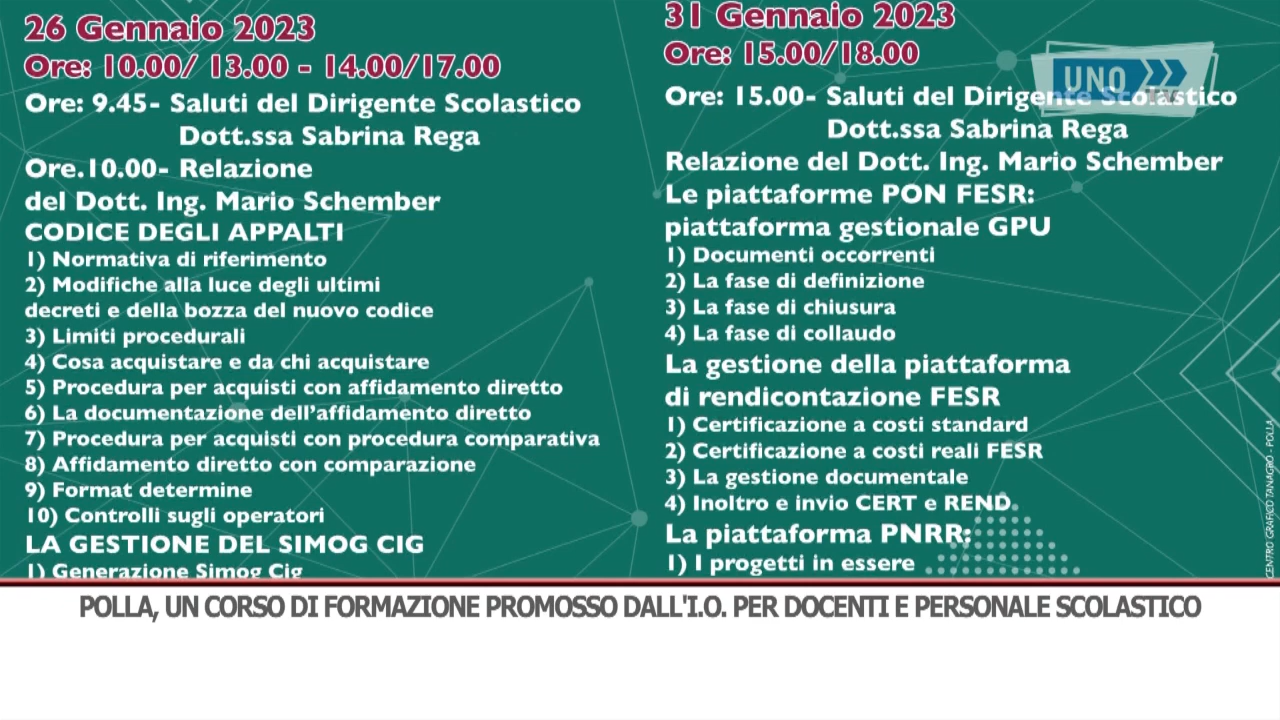 26 Gennaio 2023
Ore: 10.00/ 13.00 - 14.00/17.00
Ore: 9.45- Saluti del Dirigente Scolastico
Dott.ssa Sabrina Rega
Ore.10.00- Relazione
del Dott. Ing. Mario Schember
CODICE DEGLI APPALTI
1) Normativa di riferimento
2) Modifiche alla luce degli ultimi
decreti e della bozza del nuovo codice
3) Limiti procedurali
4) Cosa acquistare e da chi acquistare
5) Procedura per acquisti con affidamento diretto
6) La documentazione dell'affidamento diretto
7) Procedura per acquisti con procedura comparativa
8) Affidamento diretto con comparazione
9) Format determine
10) Controlli sugli operatori
LA GESTIONE DEL SIMOG CIG
1) Generazione Simog Cig
31 Gennaio 2023
Ore: 15.00/18.00
Ore: 15.00- Saluti del Dirigente Scolastico
Dott.ssa Sabrina Rega
Relazione del Dott. Ing. Mario Schember
Le piattaforme PON FESR:
piattaforma gestionale GPU
1) Documenti occorrenti
2) La fase di definizione
3) La fase di chiusura
4) La fase di collaudo
La gestione della piattaforma
di rendicontazione FESR
1) Certificazione a costi standard
2) Certificazione a costi reali FESR
3) La gestione documentale
4) Inoltro e invio CERT e REND.
La piattaforma PNRR:
1) I progetti in essere
UNO
TV
CENTRO GRAFICO TANAGRO - POLLA
POLLA, UN CORSO DI FORMAZIONE PROMOSSO DALL'I.O. PER DOCENTI E PERSONALE SCOLASTICO